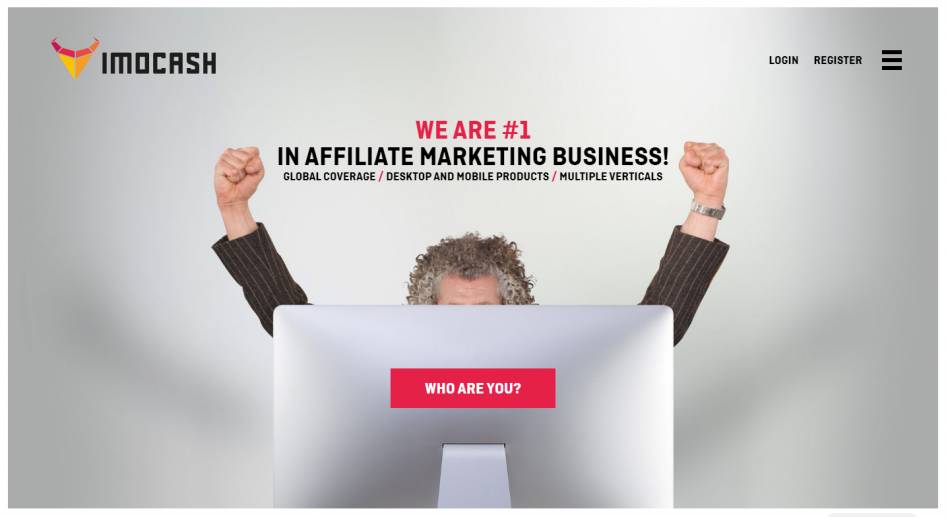 IMOCASH
LOGIN
REGISTER
WE ARE #1
IN AFFILIATE MARKETING BUSINESS!
GLOBAL COVERAGE / DESKTOP AND MOBILE PRODUCTS / MULTIPLE VERTICALS
WHO ARE YOU?